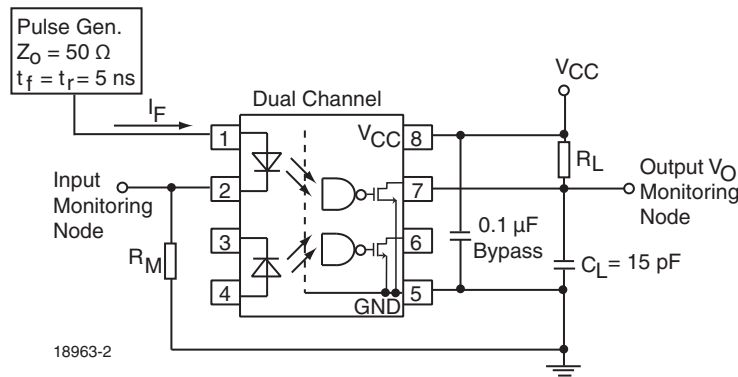 Pulse Gen.
Zo = 50 Ω
tf = tr = 5 ns
IF
Dual Channel
VCC
1
2
3
4
VCC
8
7
6
5
GND
Input
Monitoring
Node
RM
RL
Output VO
Monitoring
Node
0.1 µF
Bypass
CL = 15 pF
18963-2